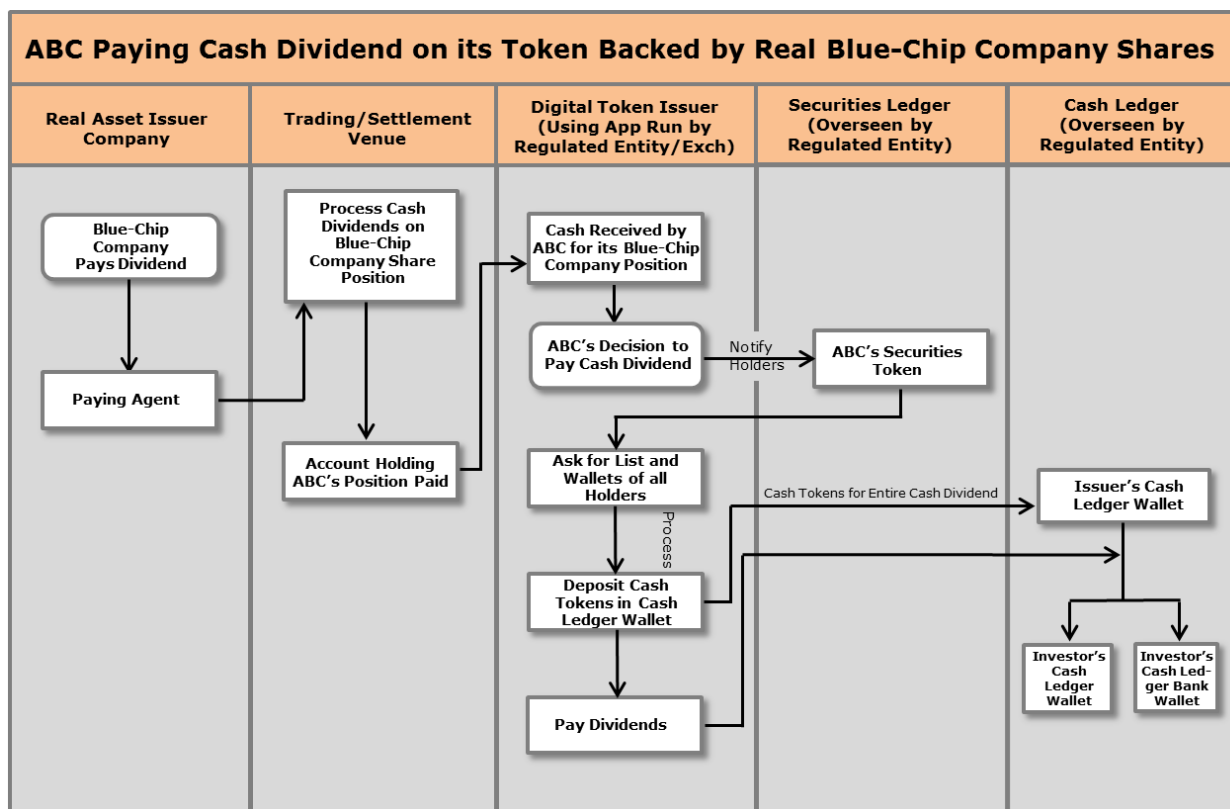 ABC Paying Cash Dividend on its Token Backed by Real Blue-Chip Company Shares
Real Asset Issuer
Company
Trading/Settlement
Venue
Digital Token Issuer
(Using App Run by
Regulated Entity/Exch)
Securities Ledger
(Overseen by
Regulated Entity)
Cash Ledger
(Overseen by
Regulated Entity)
Blue-Chip
Company
Pays Dividend
Paying Agent
Process Cash
Dividends on
Blue-Chip
Company Share
Position
Account Holding
ABC’s Position Paid
Cash Received by
ABC for its Blue-Chip
Company Position
ABC’s Decision to
Pay Cash Dividend
Notify
Holders
ABC’s Securities
Token
Ask for List and
Wallets of all
Holders
Process
Cash Tokens for Entire Cash Dividend
Deposit Cash
Tokens in Cash
Ledger Wallet
Pay Dividends
Issuer’s Cash
Ledger Wallet
Investor’s
Cash
Ledger
Wallet
Investor’s
Cash Led-
ger Bank
Wallet